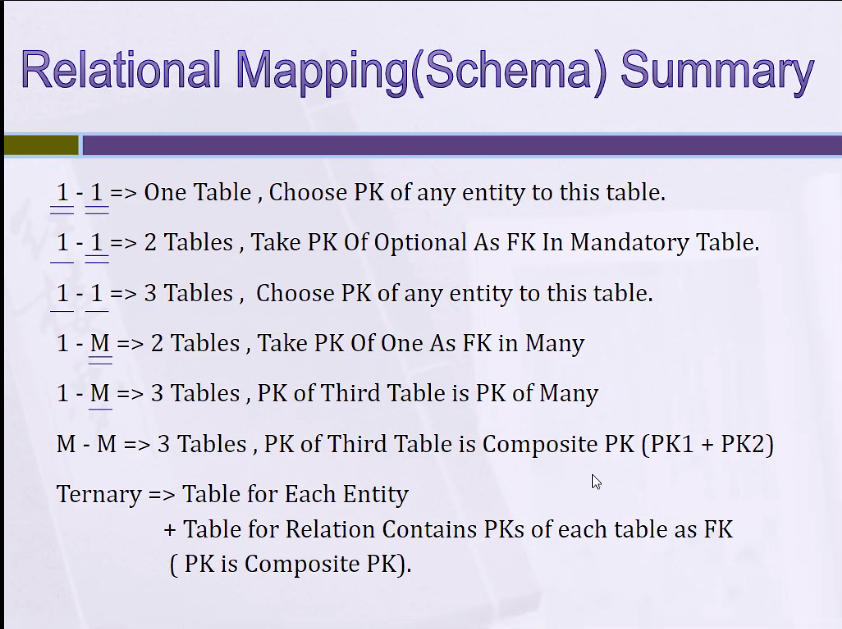 Relational Mapping(Schema) Summary
1 - 1 => One Table , Choose PK of any entity to this table.
1 - 1 => 2 Tables , Take PK Of Optional As FK In Mandatory Table.
1 - 1 => 3 Tables , Choose PK of any entity to this table.
1 - M => 2 Tables , Take PK Of One As FK in Many
1 - M => 3 Tables , PK of Third Table is PK of Many
M - M => 3 Tables , PK of Third Table is Composite PK (PK1 + PK2)
Ternary => Table for Each Entity
+ Table for Relation Contains PKs of each table as FK
( PK is Composite PK).